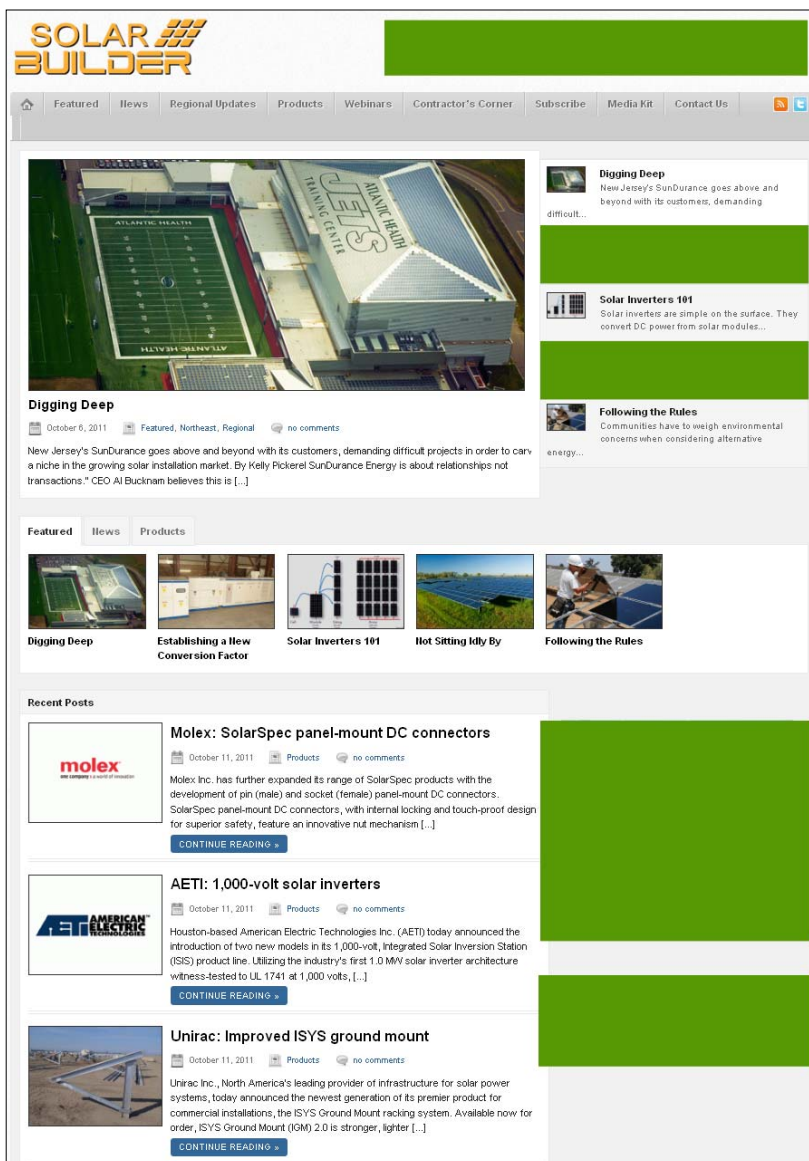 SOLAR
BUILDER
Featured News Regional Updates Products Webinars Contractor's Corner Subscribe Media Kit Contact Us
ATLANTIC HEALTH
JETS
TRAINING CENTER
ATLANTIC HEALTH
ATLANTIC HEALTH
Digging Deep
October 6, 2011 Featured, Northeast, Regional no comments
New Jersey's SunDurance goes above and beyond with its customers, demanding difficult projects in order to carv
a niche in the growing solar installation market. By Kelly Pickerel SunDurance Energy is about relationships not
transactions." CEO Al Bucknam believes this is [...]
Digging Deep
New Jersey's SunDurance goes above and
beyond with its customers, demanding
difficult...
Solar Inverters 101
Solar inverters are simple on the surface. They
convert DC power from solar modules...
Following the Rules
Communities have to weigh environmental
concerns when considering alternative
energy...
Featured News Products
Digging Deep
Establishing a New
Conversion Factor
Solar Inverters 101
Not Sitting Idly By
Following the Rules
Recent Posts
molex
one company > a world of innovation
Molex: SolarSpec panel-mount DC connectors
October 11, 2011 Products no comments
Molex Inc. has further expanded its range of SolarSpec products with the
development of pin (male) and socket (female) panel-mount DC connectors.
SolarSpec panel-mount DC connectors, with internal locking and touch-proof design
for superior safety, feature an innovative nut mechanism [...]
CONTINUE READING »
AETI AMERICAN
ELECTRIC
TECHNOLOGIES
AETI: 1,000-volt solar inverters
October 11, 2011 Products no comments
Houston-based American Electric Technologies Inc. (AETI) today announced the
introduction of two new models in its 1,000-volt, Integrated Solar Inversion Station
(ISIS) product line. Utilizing the industry's first 1.0 MW solar inverter architecture
witness-tested to UL 1741 at 1,000 volts, [...]
CONTINUE READING »
Unirac: Improved ISYS ground mount
October 11, 2011 Products no comments
Unirac Inc., North America's leading provider of infrastructure for solar power
systems, today announced the newest generation of its premier product for
commercial installations, the ISYS Ground Mount racking system. Available now for
order, ISYS Ground Mount (IGM) 2.0 is stronger, lighter [...]
CONTINUE READING »